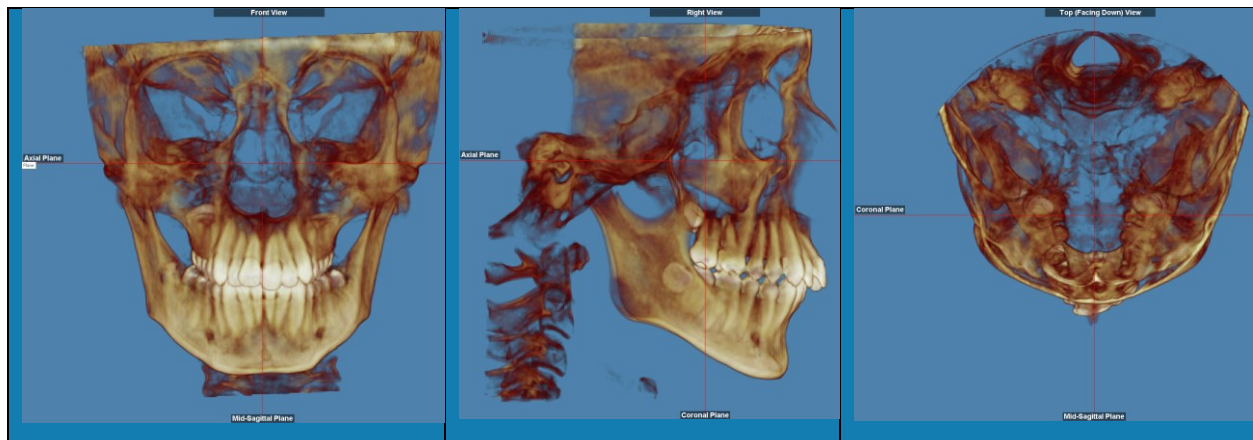 Front View
Axial Plane
Plane
Mid-Sagittal Plane
Right View
Axial Plane
Coronal Plane
Top (Facing Down) View
Coronal Plane
Mid-Sagittal Plane